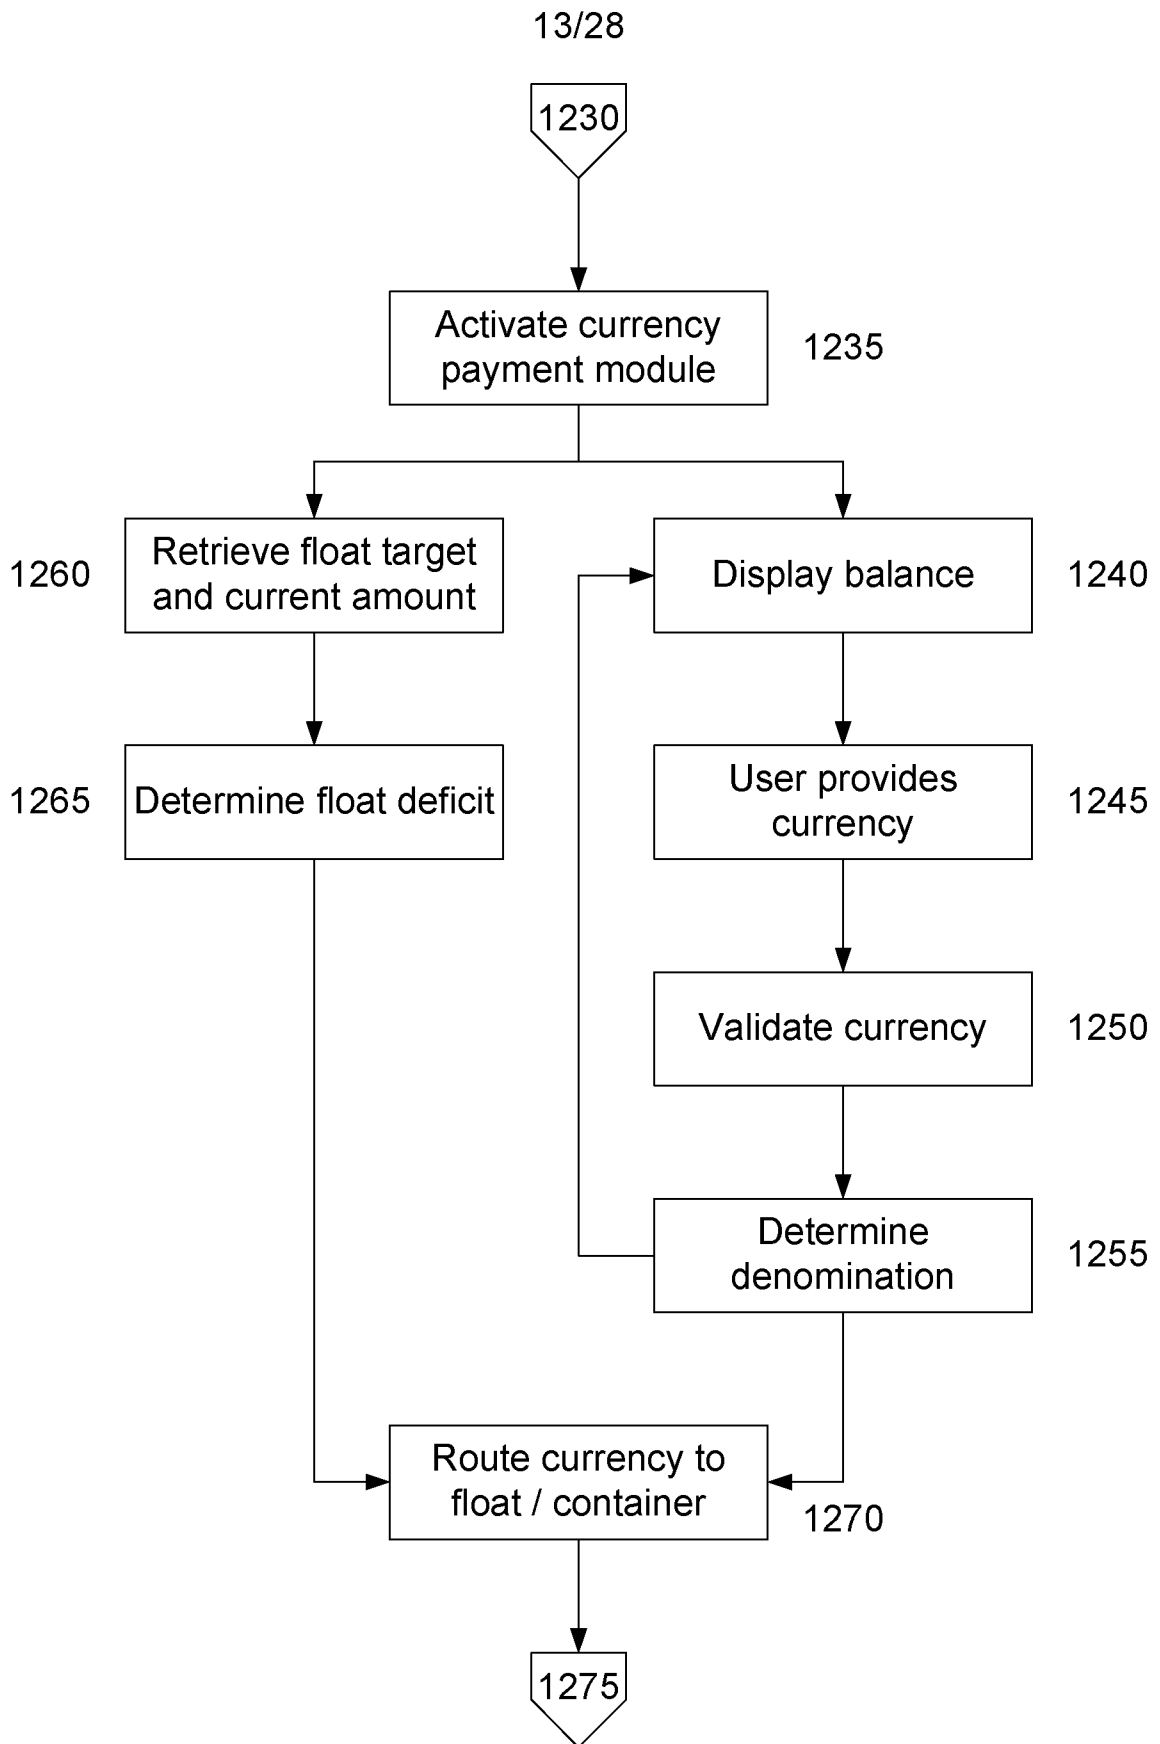 13/28
1230
Activate currency
payment module
1235
1260
Retrieve float target
and current amount
Display balance
1240
1265
Determine float deficit
User provides
currency
1245
Validate currency
1250
Determine
denomination
1255
Route currency to
float / container
1270
1275